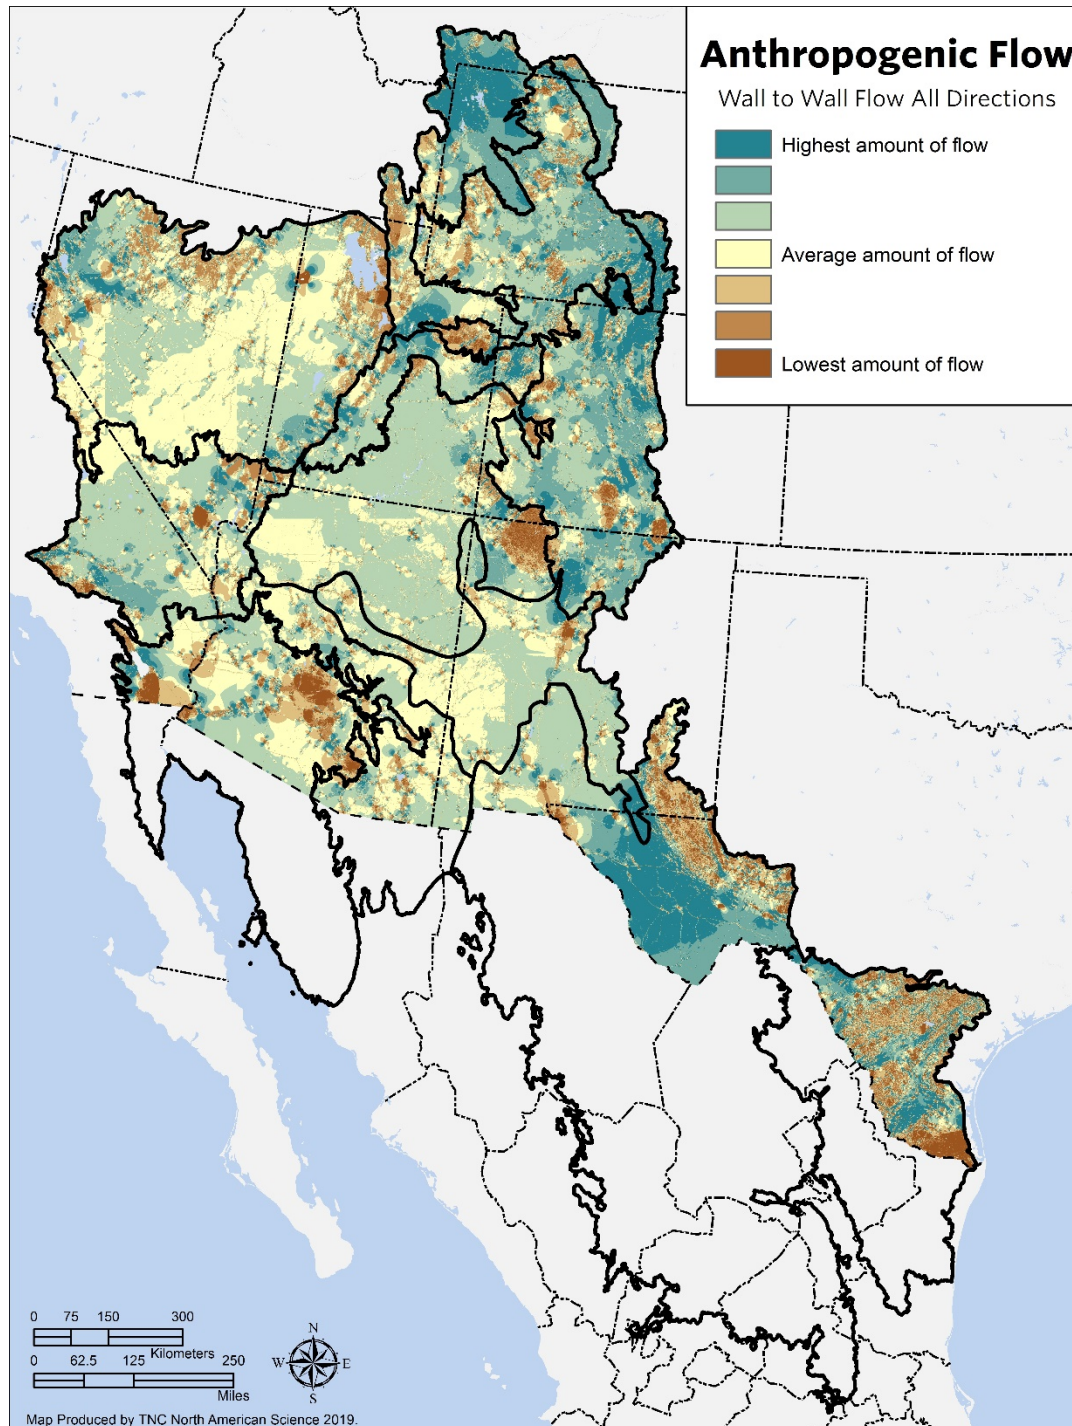 Anthropogenic Flow
Wall to Wall Flow All Directions
Highest amount of flow
Average amount of flow
Lowest amount of flow
0 75 150 300
Kilometers
0 62.5 125 250
Miles
N
W E
S
Map Produced by TNC North American Science 2019.